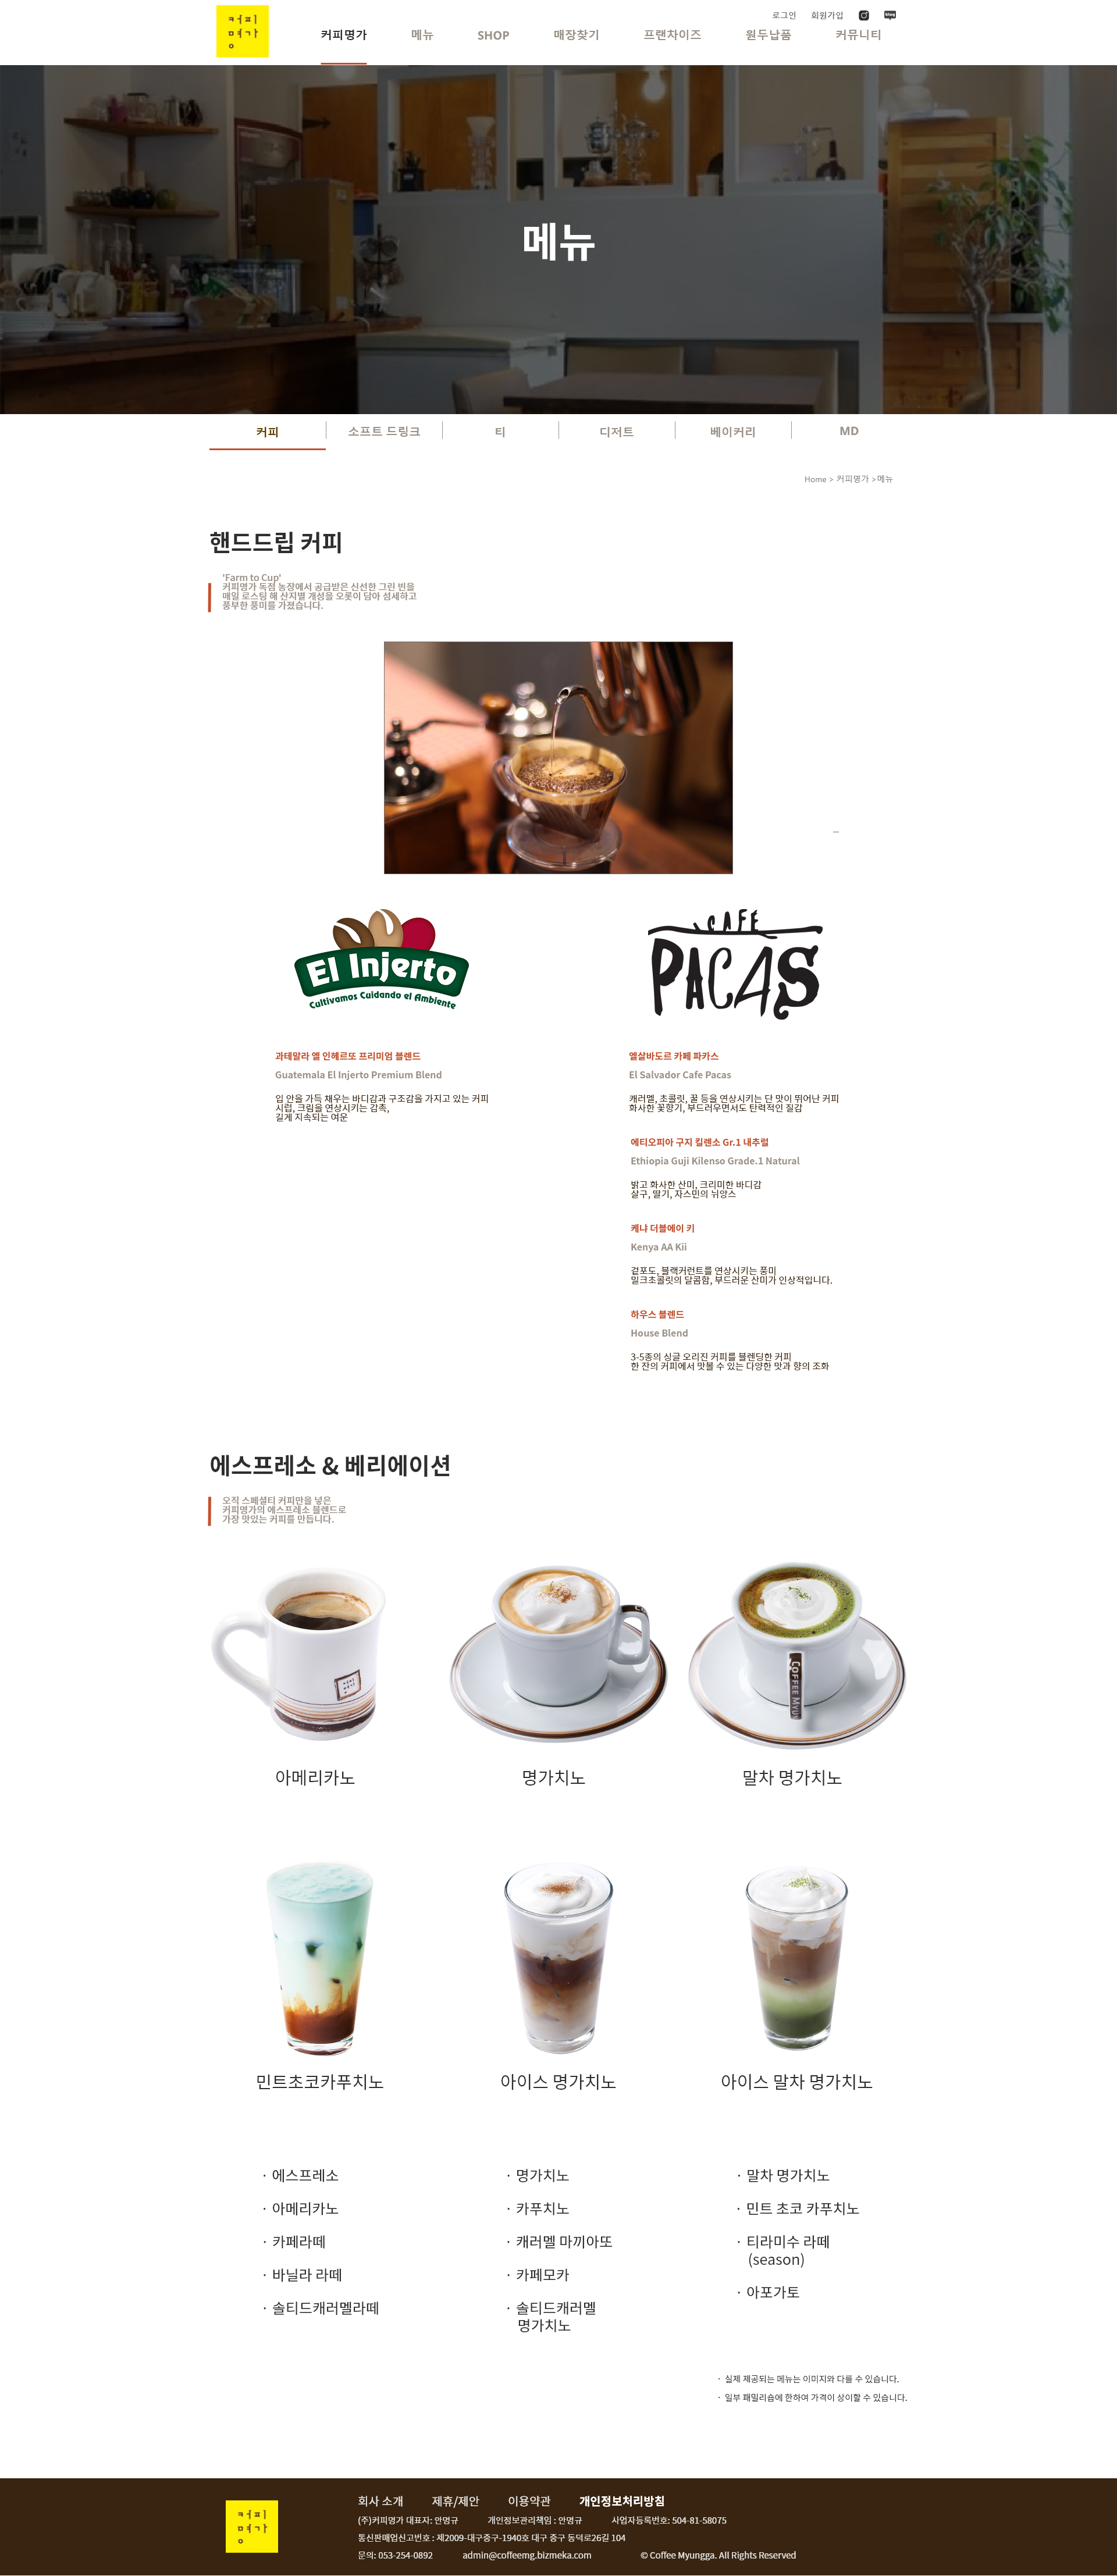 커피
명가
ㅇ
로그인 회원가입 blog
커피명가 메뉴 SHOP 매장찾기 프랜차이즈 원두납품 커뮤니티
메뉴
커피 소프트 드링크 티 디저트 베이커리 MD
Home > 커피명가 >메뉴
핸드드립 커피
'Farm to Cup'
커피명가 독점 농장에서 공급받은 신선한 그린 빈을
매일 로스팅 해 산지별 개성을 오롯이 담아 섬세하고
풍부한 풍미를 가졌습니다.
El Injerto
Cultivamos Cuidando el Ambiente
CAFE
PACAS
과테말라 엘 인헤르또 프리미엄 블렌드
Guatemala El Injerto Premium Blend
입 안을 가득 채우는 바디감과 구조감을 가지고 있는 커피
시럽, 크림을 연상시키는 감촉,
길게 지속되는 여운
엘살바도르 카페 파카스
El Salvador Cafe Pacas
캐러멜, 초콜릿, 꿀 등을 연상시키는 단 맛이 뛰어난 커피
화사한 꽃향기, 부드러우면서도 탄력적인 질감
에티오피아 구지 킬렌소 Gr.1 내추럴
Ethiopia Guji Kilenso Grade.1 Natural
밝고 화사한 산미, 크리미한 바디감
살구, 딸기, 자스민의 뉘앙스
케냐 더블에이 키
Kenya AA Kii
겉포도, 블랙커런트를 연상시키는 풍미
밀크초콜릿의 달콤함, 부드러운 산미가 인상적입니다.
하우스 블렌드
House Blend
3-5종의 싱글 오리진 커피를 블렌딩한 커피
한 잔의 커피에서 맛볼 수 있는 다양한 맛과 향의 조화
에스프레소 & 베리에이션
오직 스페셜티 커피만을 넣은
커피명가의 에스프레소 블렌드로
가장 맛있는 커피를 만듭니다.
커피
명가
COFFEE MYUN
아메리카노 명가치노 말차 명가치노
민트초코카푸치노 아이스 명가치노 아이스 말차 명가치노
· 에스프레소
· 아메리카노
· 카페라떼
· 바닐라 라떼
· 솔티드캐러멜라떼
· 명가치노
· 카푸치노
· 캐러멜 마끼아또
· 카페모카
· 솔티드캐러멜
명가치노
· 말차 명가치노
· 민트 초코 카푸치노
· 티라미수 라떼
(season)
· 아포가토
· 실제 제공되는 메뉴는 이미지와 다를 수 있습니다.
· 일부 패밀리숍에 한하여 가격이 상이할 수 있습니다.
커피
명가
ㅇ
회사 소개 제휴/제안 이용약관 개인정보처리방침
(주)커피명가 대표자: 안명규 개인정보관리책임 : 안명규 사업자등록번호: 504-81-58075
통신판매업신고번호 : 제2009-대구중구-1940호 대구 중구 동덕로26길 104
문의: 053-254-0892 admin@coffeemg.bizmeka.com © Coffee Myungga. All Rights Reserved